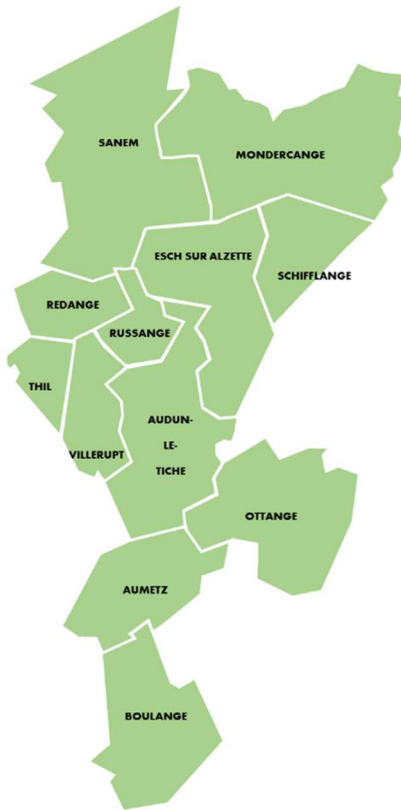 SANEM
MONDERCANGE
ESCH SUR ALZETTE
SCHIFFLANGE
REDANGE
RUSSANGE
THIL
AUDUN-
LE-
TICHE
VILLERUPT
OTTANGE
AUMETZ
BOULANGE